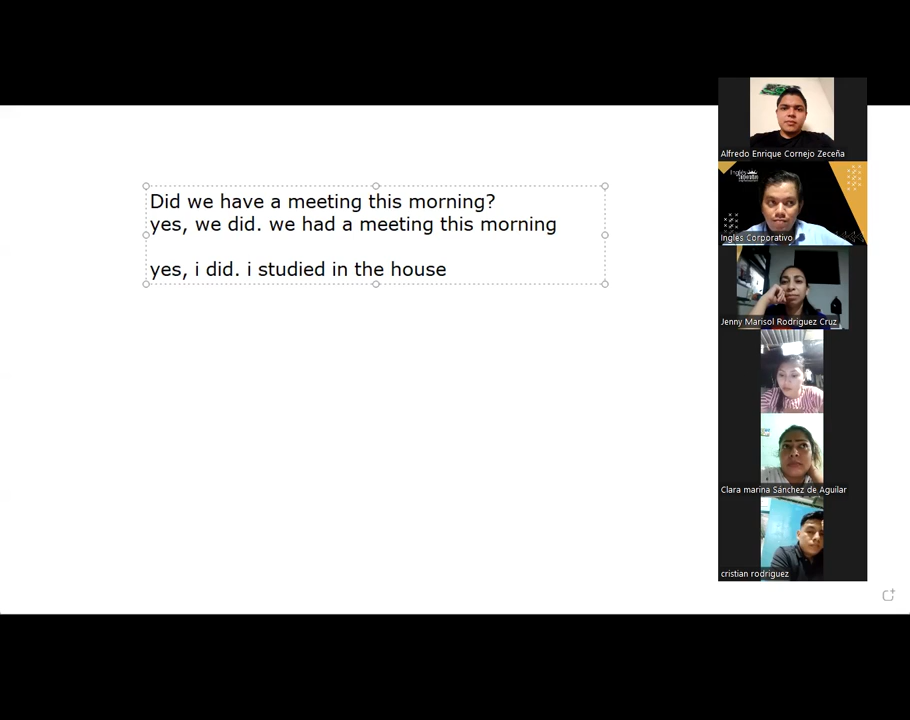 Did we have a meeting this morning?
yes, we did. we had a meeting this morning
yes, i did. i studied in the house
Alfredo Enrique Cornejo Zeceña
Inglés Corporativo
Jenny Marisol Rodriguez Cruz
Clara marina Sánchez de Aguilar
cristian rodriguez